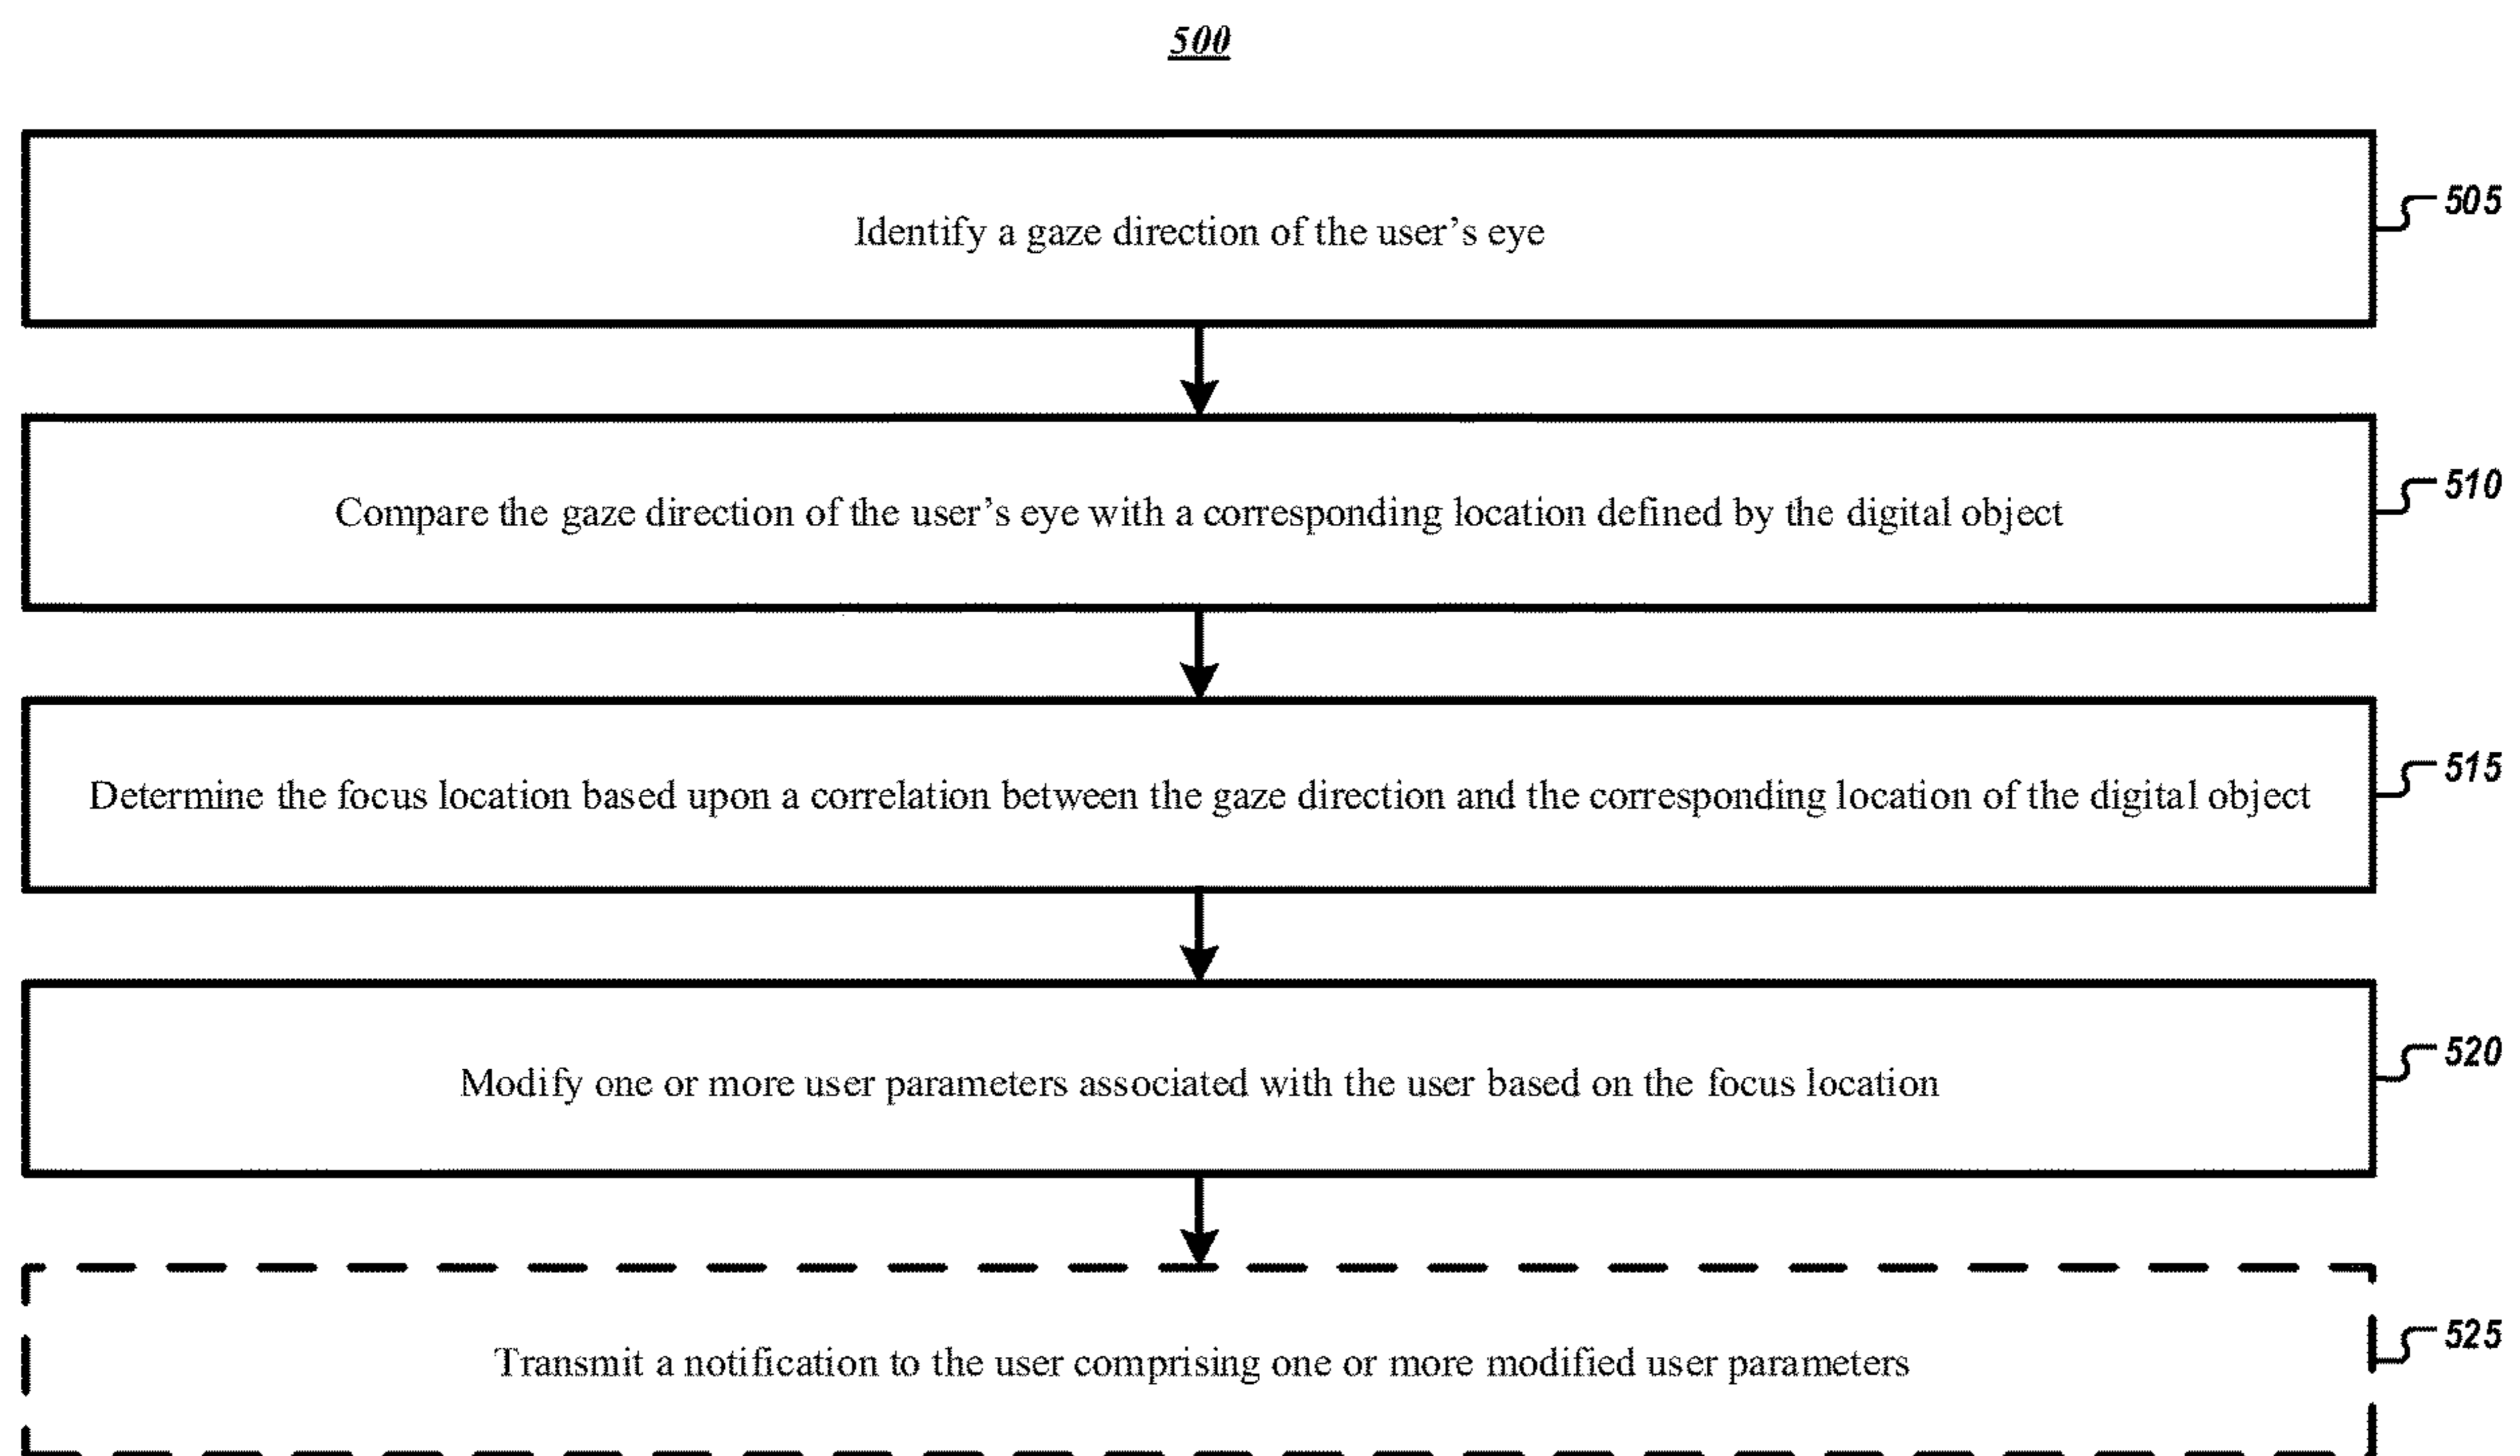 500
Identify a gaze direction of the user’s eye
505
Compare the gaze direction of the user’s eye with a corresponding location defined by the digital object
510
Determine the focus location based upon a correlation between the gaze direction and the corresponding location of the digital object
515
Modify one or more user parameters associated with the user based on the focus location
520
Transmit a notification to the user comprising one or more modified user parameters
525